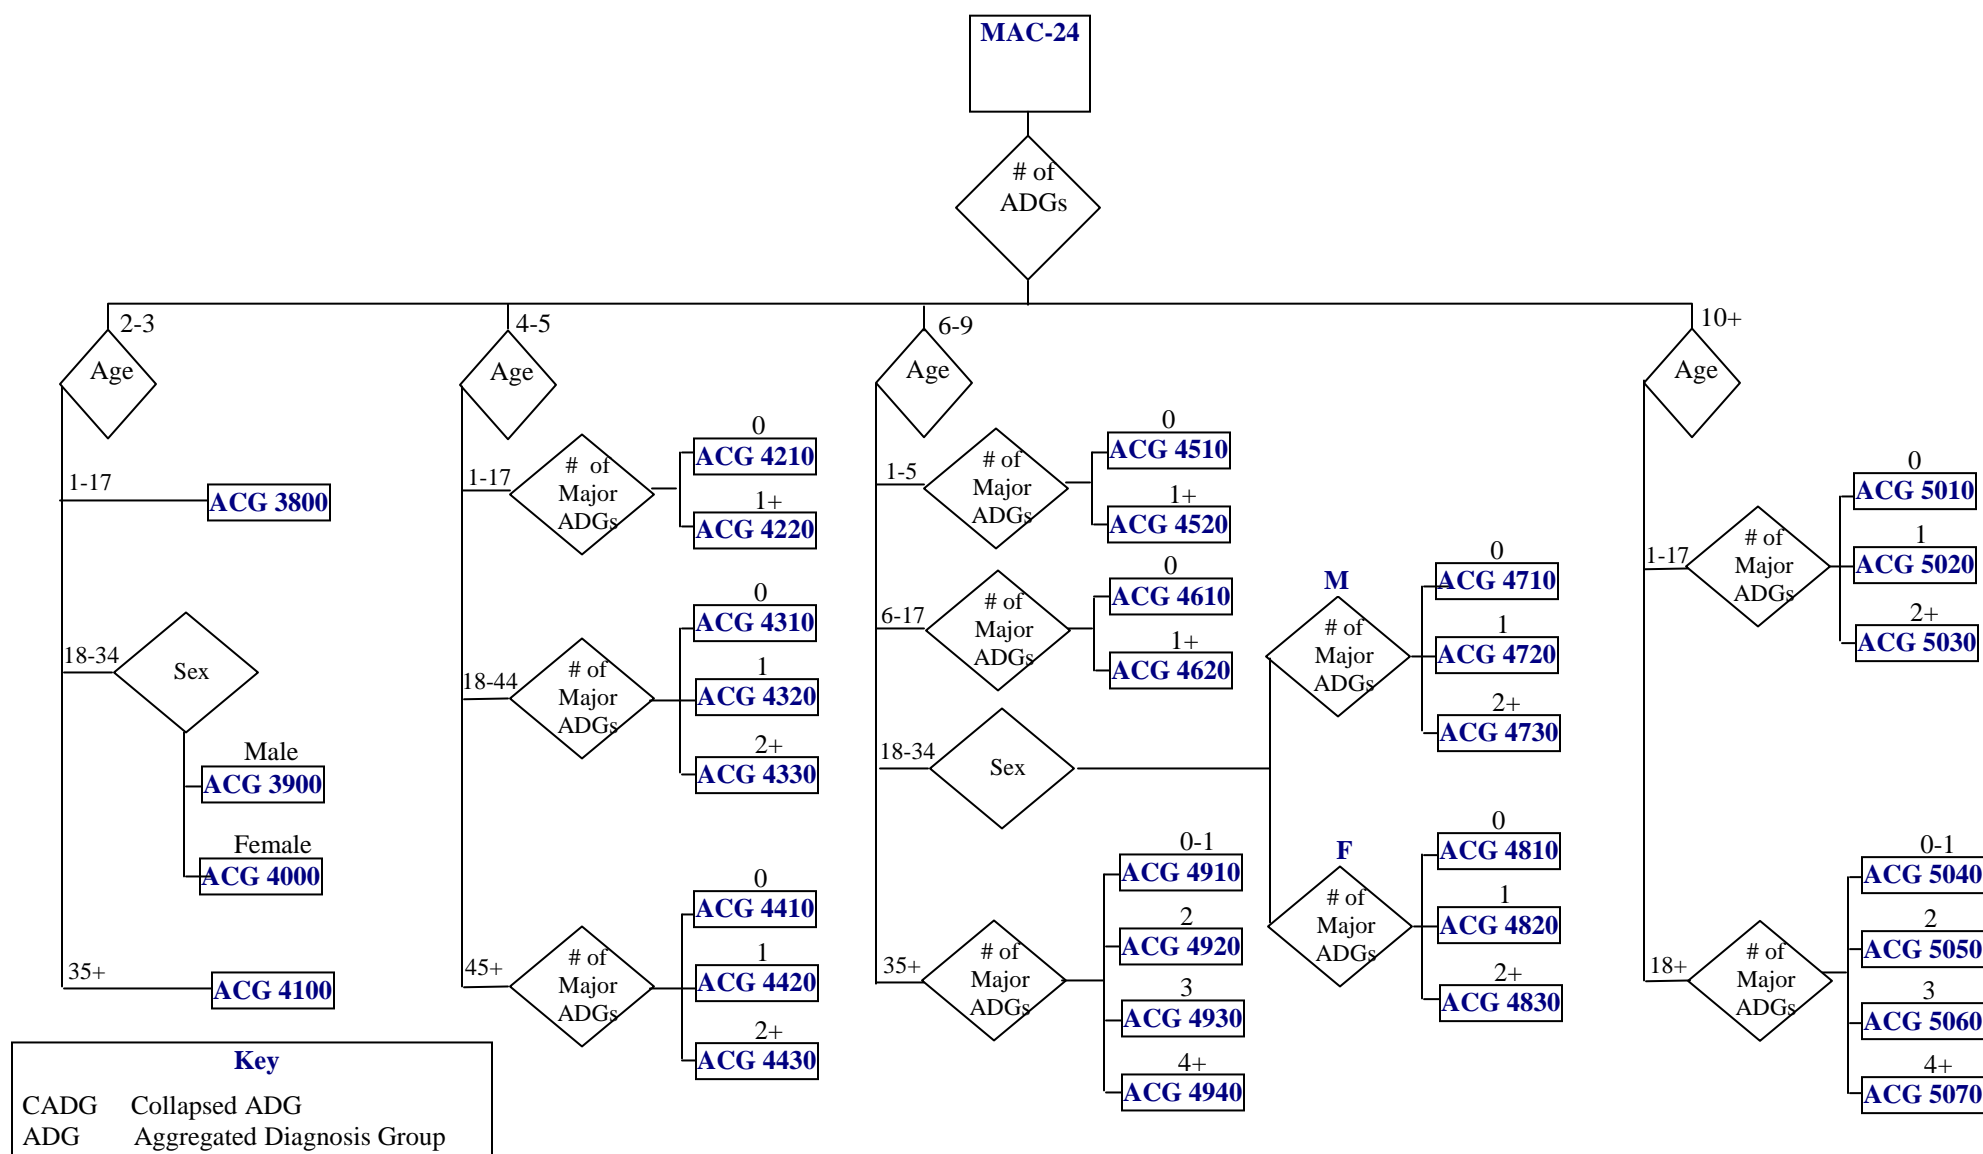 MAC-24
# of
ADGs
2-3
Age
1-17
ACG 3800
18-34
Sex
Male
ACG 3900
Female
ACG 4000
35+
ACG 4100
4-5
Age
1-17
# of
Major
ADGs
0
ACG 4210
1+
ACG 4220
18-44
# of
Major
ADGs
0
ACG 4310
1
ACG 4320
2+
ACG 4330
45+
# of
Major
ADGs
0
ACG 4410
1
ACG 4420
2+
ACG 4430
6-9
Age
1-5
# of
Major
ADGs
0
ACG 4510
1+
ACG 4520
6-17
# of
Major
ADGs
0
ACG 4610
1+
ACG 4620
18-34
Sex
M
# of
Major
ADGs
0
ACG 4710
1
ACG 4720
2+
ACG 4730
F
# of
Major
ADGs
0
ACG 4810
1
ACG 4820
2+
ACG 4830
35+
# of
Major
ADGs
0-1
ACG 4910
2
ACG 4920
3
ACG 4930
4+
ACG 4940
10+
Age
1-17
# of
Major
ADGs
0
ACG 5010
1
ACG 5020
2+
ACG 5030
18+
# of
Major
ADGs
0-1
ACG 5040
2
ACG 5050
3
ACG 5060
4+
ACG 5070
Key
CADG Collapsed ADG
ADG Aggregated Diagnosis Group